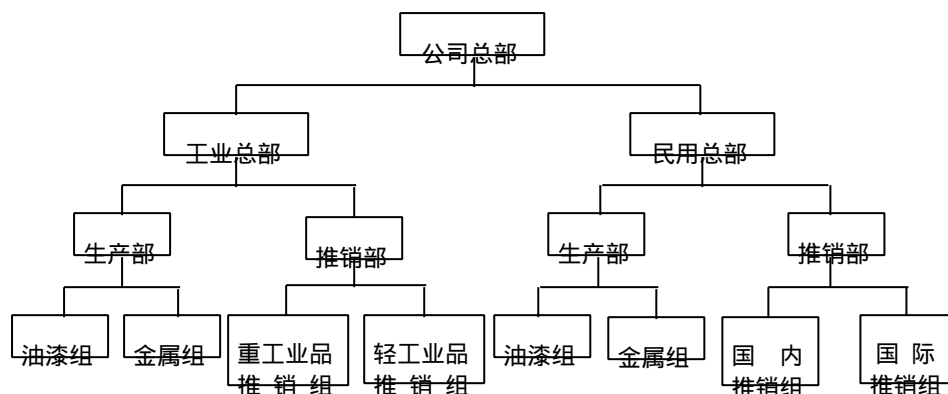 公司总部
工业总部
民用总部
生产部
推销部
生产部
推销部
油漆组
金属组
重工业品
推 销 组
轻工业品
推 销 组
油漆组
金属组
国 内
推销组
国 际
推销组